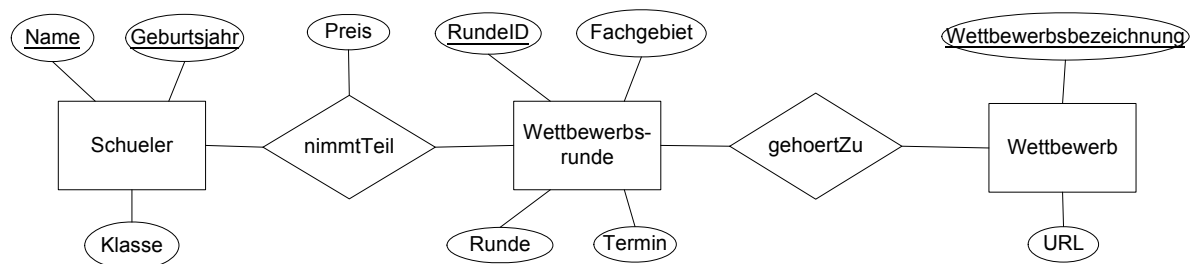 Name
Geburtsjahr
Preis
RundeID
Fachgebiet
Wettbewerbsbezeichnung
Schueler
nimmtTeil
Wettbewerbs-
runde
gehoertZu
Wettbewerb
Klasse
Runde
Termin
URL